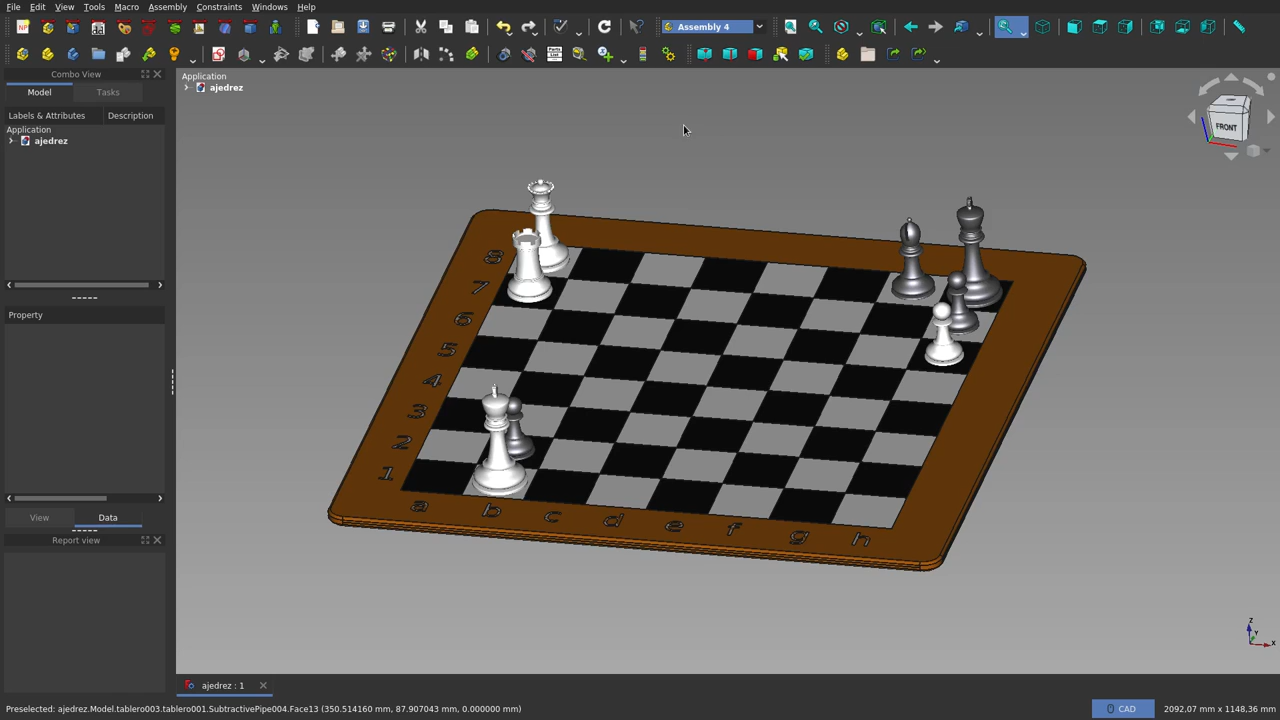 File Edit View Tools Macro Assembly Constraints Windows Help
Assembly 4
Combo View
Model Tasks
Labels & Attributes Description
Application
ajedrez
Property
View Data
Report view
Application
ajedrez
FRONT
8
7
6
5
4
3
2
1
a b c d e f g h
Z
Y
X
ajedrez : 1
Preselected: ajedrez.Model.tablero003.tablero001.SubtractivePipe004.Face13 (350.514160 mm, 87.907043 mm, 0.000000 mm)
CAD
2092.07 mm x 1148.36 mm